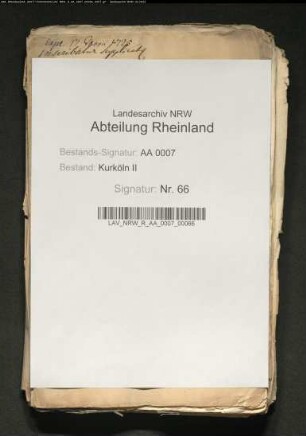 Landesarchiv NRW
Abteilung Rheinland
Bestands-Signatur: AA 0007
Bestand: Kurköln II
Signatur: Nr. 66
LAV_NRW_R_AA_0007_00066